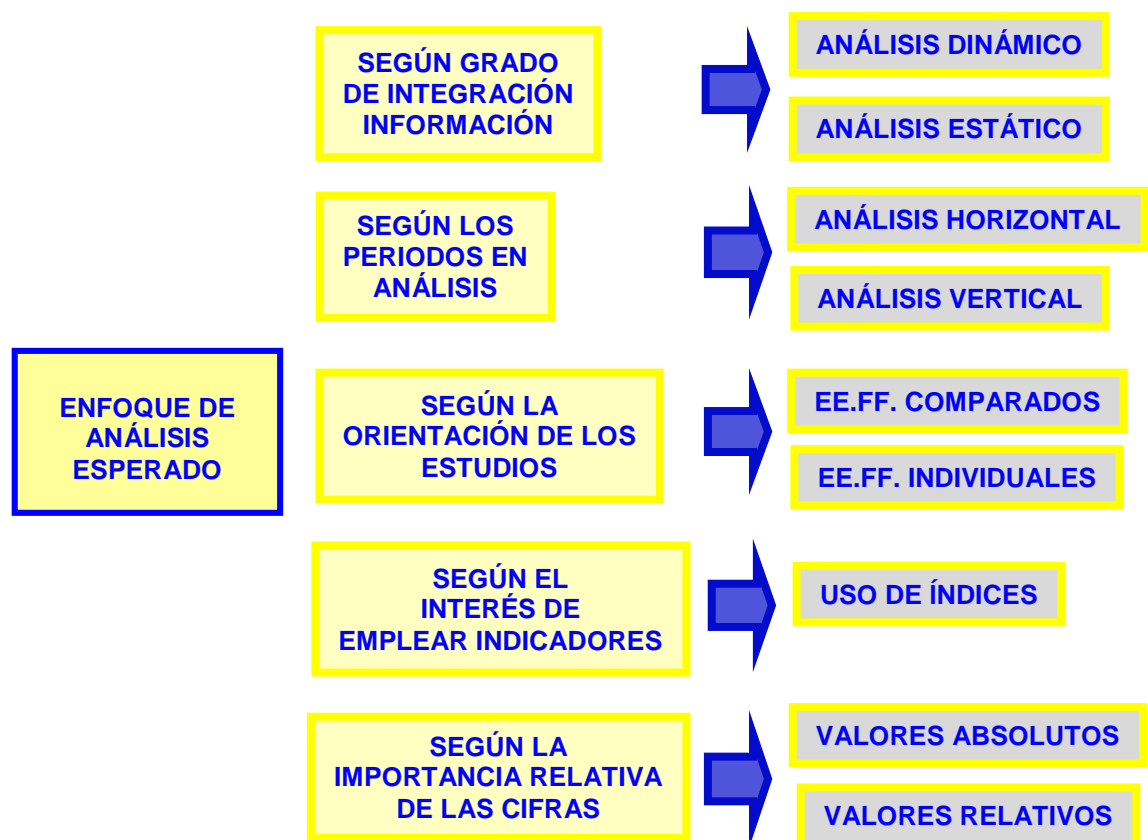 SEGÚN GRADO
DE INTEGRACIÓN
INFORMACIÓN
ANÁLISIS DINÁMICO
ANÁLISIS ESTÁTICO
SEGÚN LOS
PERIODOS EN
ANÁLISIS
ANÁLISIS HORIZONTAL
ANÁLISIS VERTICAL
ENFOQUE DE
ANÁLISIS
ESPERADO
SEGÚN LA
ORIENTACIÓN DE LOS
ESTUDIOS
EE.FF. COMPARADOS
EE.FF. INDIVIDUALES
SEGÚN EL
INTERÉS DE
EMPLEAR INDICADORES
USO DE ÍNDICES
SEGÚN LA
IMPORTANCIA RELATIVA
DE LAS CIFRAS
VALORES ABSOLUTOS
VALORES RELATIVOS